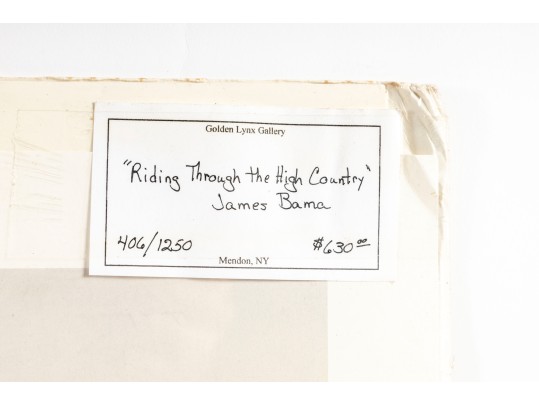 Golden Lynx Gallery
"Riding Through the High Country"
James Bama
406/1250 $630.00
Mendon, NY